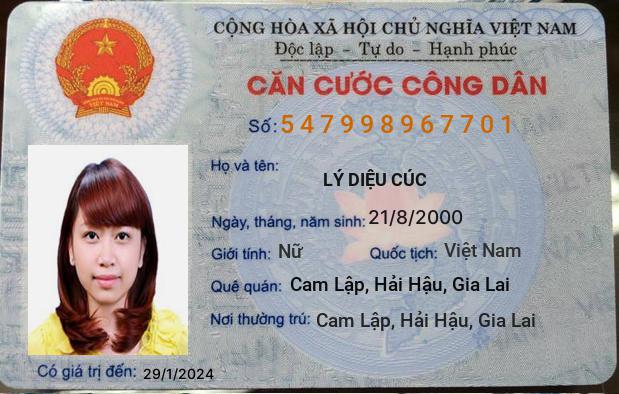 CỘNG HÒA XÃ HỘI CHỦ NGHĨA VIỆT NAM
Độc lập - Tự do - Hạnh phúc
CĂN CƯỚC CÔNG DÂN
Số: 547998967701
Họ và tên:
LÝ DIỆU CÚC
Ngày, tháng, năm sinh: 21/8/2000
Giới tính: Nữ Quốc tịch: Việt Nam
Quê quán: Cam Lập, Hải Hậu, Gia Lai
Nơi thường trú: Cam Lập, Hải Hậu, Gia Lai
Có giá trị đến: 29/1/2024
VIỆT NAM